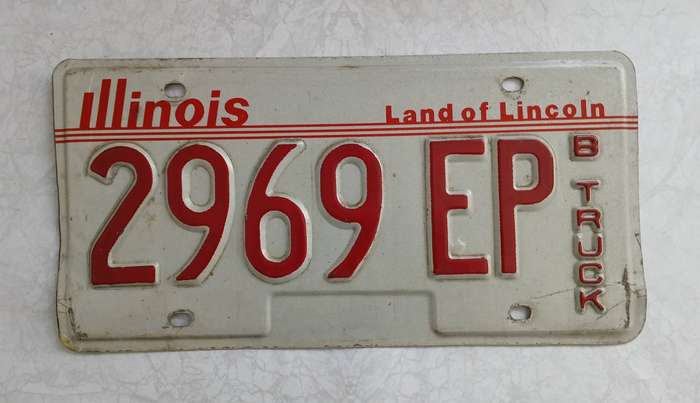 Illinois
Land of Lincoln
2969 EP
B TRUCK